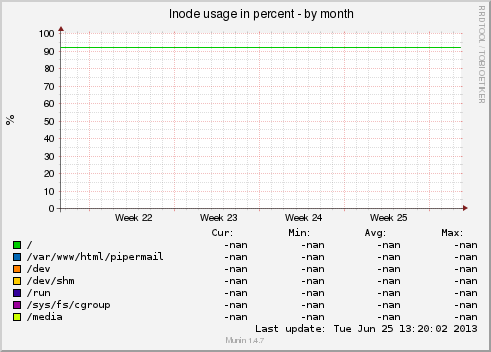 Inode usage in percent - by month
RRDTOOL / TOBI OETIKER
%
100
90
80
70
60
50
40
30
20
10
0
Week 22 Week 23 Week 24 Week 25
Cur: Min: Avg: Max:
/ -nan -nan -nan -nan
/var/www/html/pipermail -nan -nan -nan -nan
/dev -nan -nan -nan -nan
/dev/shm -nan -nan -nan -nan
/run -nan -nan -nan -nan
/sys/fs/cgroup -nan -nan -nan -nan
/media -nan -nan -nan -nan
Last update: Tue Jun 25 13:20:02 2013
Munin 1.4.7